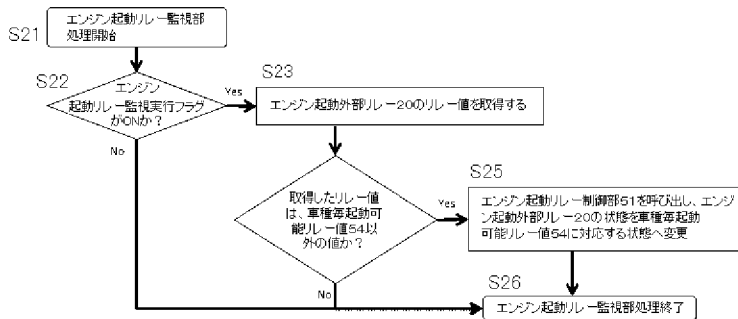 S21
エンジン起動リレー監視部
処理開始
S22
エンジン
起動リレー監視実行フラグ
がONか？
Yes
No
S23
エンジン起動外部リレー20のリレー値を取得する
取得したリレー値
は、車種毎起動可
能リレー値54以
外の値か？
Yes
No
S25
エンジン起動リレー制御部51を呼び出し、エンジ
ン起動外部リレー20の状態を車種毎起動
可能リレー値54に対応する状態へ変更
S26
エンジン起動リレー監視部処理終了